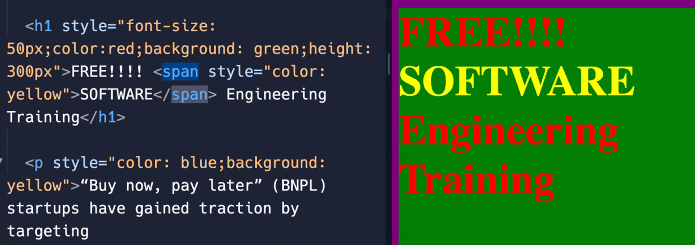 <h1 style="font-size:
50px;color:red;background: green;height:
300px">FREE!!!! <span style="color:
yellow">SOFTWARE</span> Engineering
Training</h1>
<p style="color: blue;background:
yellow">“Buy now, pay later” (BNPL)
startups have gained traction by
targeting
FREE!!!!
SOFTWARE
Engineering
Training